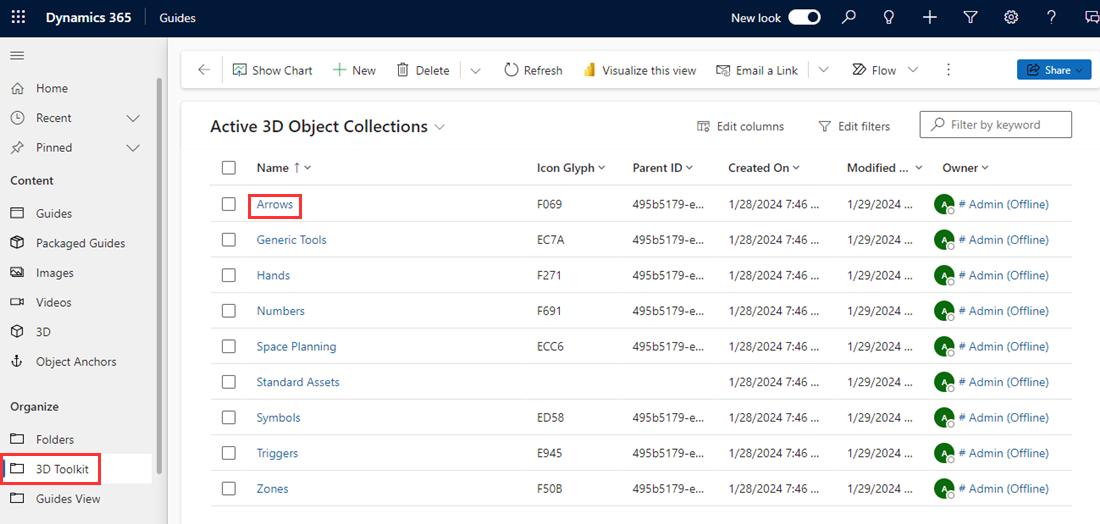 Dynamics 365 Guides New look
Show Chart New Delete Refresh Visualize this view Email a Link Flow Share
Home
Recent
Pinned
Content
Guides
Packaged Guides
Images
Videos
3D
Object Anchors
Organize
Folders
3D Toolkit
Guides View
Active 3D Object Collections Edit columns Edit filters Filter by keyword
Name Icon Glyph Parent ID Created On Modified ... Owner
Arrows F069 495b5179-e... 1/28/2024 7:46 ... 1/29/2024 ... A # Admin (Offline)
Generic Tools EC7A 495b5179-e... 1/28/2024 7:46 ... 1/29/2024 ... A # Admin (Offline)
Hands F271 495b5179-e... 1/28/2024 7:46 ... 1/29/2024 ... A # Admin (Offline)
Numbers F691 495b5179-e... 1/28/2024 7:46 ... 1/29/2024 ... A # Admin (Offline)
Space Planning ECC6 495b5179-e... 1/28/2024 7:46 ... 1/29/2024 ... A # Admin (Offline)
Standard Assets 1/28/2024 7:46 ... 1/29/2024 ... A # Admin (Offline)
Symbols ED58 495b5179-e... 1/28/2024 7:46 ... 1/29/2024 ... A # Admin (Offline)
Triggers E945 495b5179-e... 1/28/2024 7:46 ... 1/29/2024 ... A # Admin (Offline)
Zones F50B 495b5179-e... 1/28/2024 7:46 ... 1/29/2024 ... A # Admin (Offline)